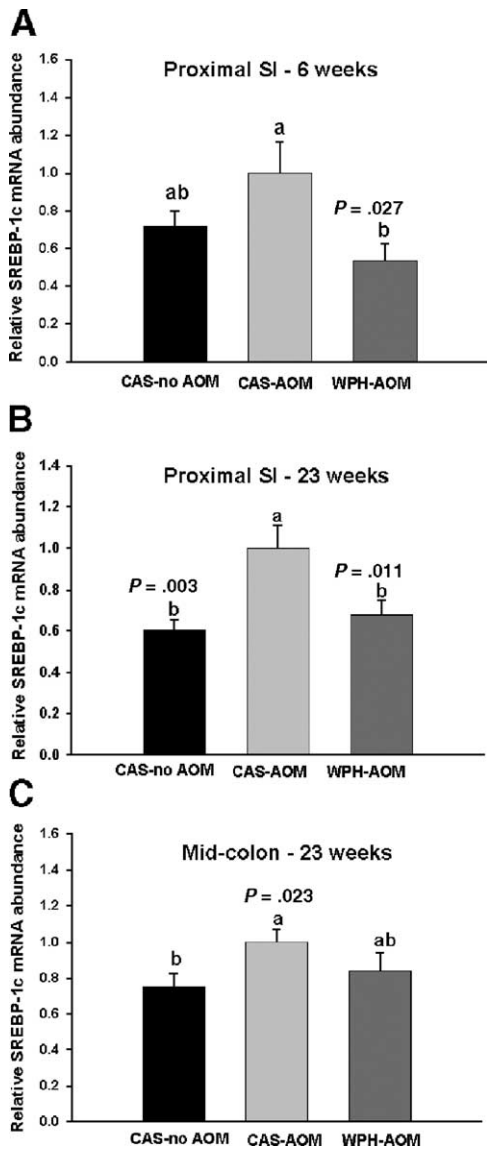 A
Proximal SI - 6 weeks
Relative SREBP-1c mRNA abundance
1.6
1.4
1.2
1.0
0.8
0.6
0.4
0.2
0.0
ab
a
P = .027
b
CAS-no AOM CAS-AOM WPH-AOM
B
Proximal SI - 23 weeks
Relative SREBP-1c mRNA abundance
1.4
1.2
1.0
0.8
0.6
0.4
0.2
0.0
P = .003
b
a
P = .011
b
CAS-no AOM CAS-AOM WPH-AOM
C
Mid-colon - 23 weeks
Relative SREBP-1c mRNA abundance
1.6
1.4
1.2
1.0
0.8
0.6
0.4
0.2
0.0
b
P = .023
a
ab
CAS-no AOM CAS-AOM WPH-AOM